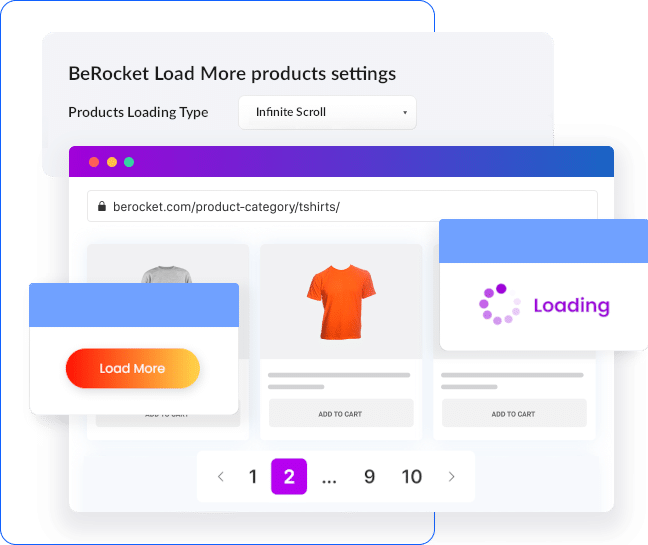 BeRocket Load More products settings
Products Loading Type
Infinite Scroll
berocket.com/product-category/tshirts/
Loading
Load More
ADD TO CART
ADD TO CART
ADD TO CART
1 2 ... 9 10